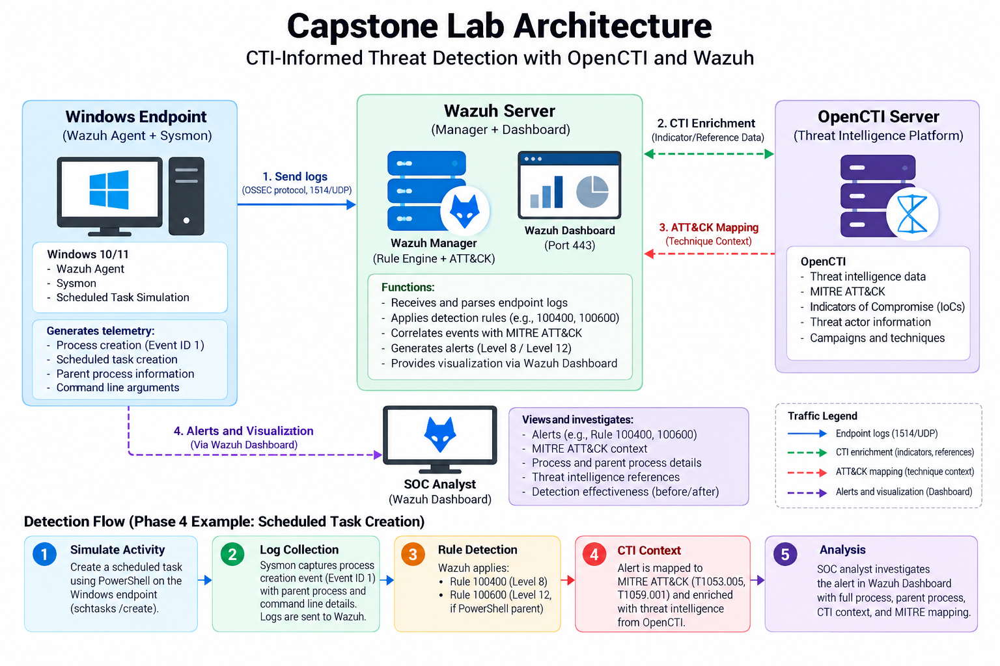 Capstone Lab Architecture
CTI-Informed Threat Detection with OpenCTI and Wazuh
Windows Endpoint
(Wazuh Agent + Sysmon)
Windows 10/11
- Wazuh Agent
- Sysmon
- Scheduled Task Simulation
Generates telemetry:
- Process creation (Event ID 1)
- Scheduled task creation
- Parent process information
- Command line arguments
1. Send logs
(OSSEC protocol, 1514/UDP)
Wazuh Server
(Manager + Dashboard)
Wazuh Manager
(Rule Engine + ATT&CK)
Wazuh Dashboard
(Port 443)
Functions:
- Receives and parses endpoint logs
- Applies detection rules (e.g., 100400, 100600)
- Correlates events with MITRE ATT&CK
- Generates alerts (Level 8 / Level 12)
- Provides visualization via Wazuh Dashboard
2. CTI Enrichment
(Indicator/Reference Data)
3. ATT&CK Mapping
(Technique Context)
OpenCTI Server
(Threat Intelligence Platform)
OpenCTI
- Threat intelligence data
- MITRE ATT&CK
- Indicators of Compromise (IoCs)
- Threat actor information
- Campaigns and techniques
4. Alerts and Visualization
(Via Wazuh Dashboard)
SOC Analyst
(Wazuh Dashboard)
Views and investigates:
- Alerts (e.g., Rule 100400, 100600)
- MITRE ATT&CK context
- Process and parent process details
- Threat intelligence references
- Detection effectiveness (before/after)
Traffic Legend
Endpoint logs (1514/UDP)
CTI enrichment (indicators, references)
ATT&CK mapping (technique context)
Alerts and visualization (Dashboard)
Detection Flow (Phase 4 Example: Scheduled Task Creation)
1
Simulate Activity
Create a scheduled task
using PowerShell on the
Windows endpoint
(schtasks /create).
2
Log Collection
Sysmon captures process
creation event (Event ID 1)
with parent process and
command line details.
Logs are sent to Wazuh.
3
Rule Detection
Wazuh applies:
• Rule 100400 (Level 8)
• Rule 100600 (Level 12,
if PowerShell parent)
4
CTI Context
Alert is mapped to
MITRE ATT&CK (T1053.005,
T1059.001) and enriched
with threat intelligence
from OpenCTI.
5
Analysis
SOC analyst investigates
the alert in Wazuh Dashboard
with full process, parent process,
CTI context, and MITRE mapping.